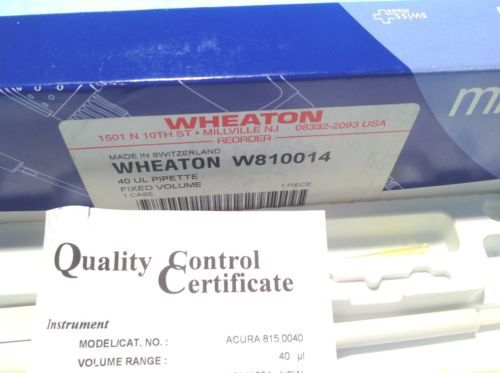 SWISS
MADE
WHEATON
1501 N 10TH ST • MILLVILLE NJ 08332-2093 USA
REORDER
MADE IN SWITZERLAND
WHEATON W810014
40 UL PIPETTE
FIXED VOLUME
1 CASE 1 PIECE
Quality Control
Certificate
Instrument
MODEL/CAT. NO.: ACURA 815.0040
VOLUME RANGE: 40 µl